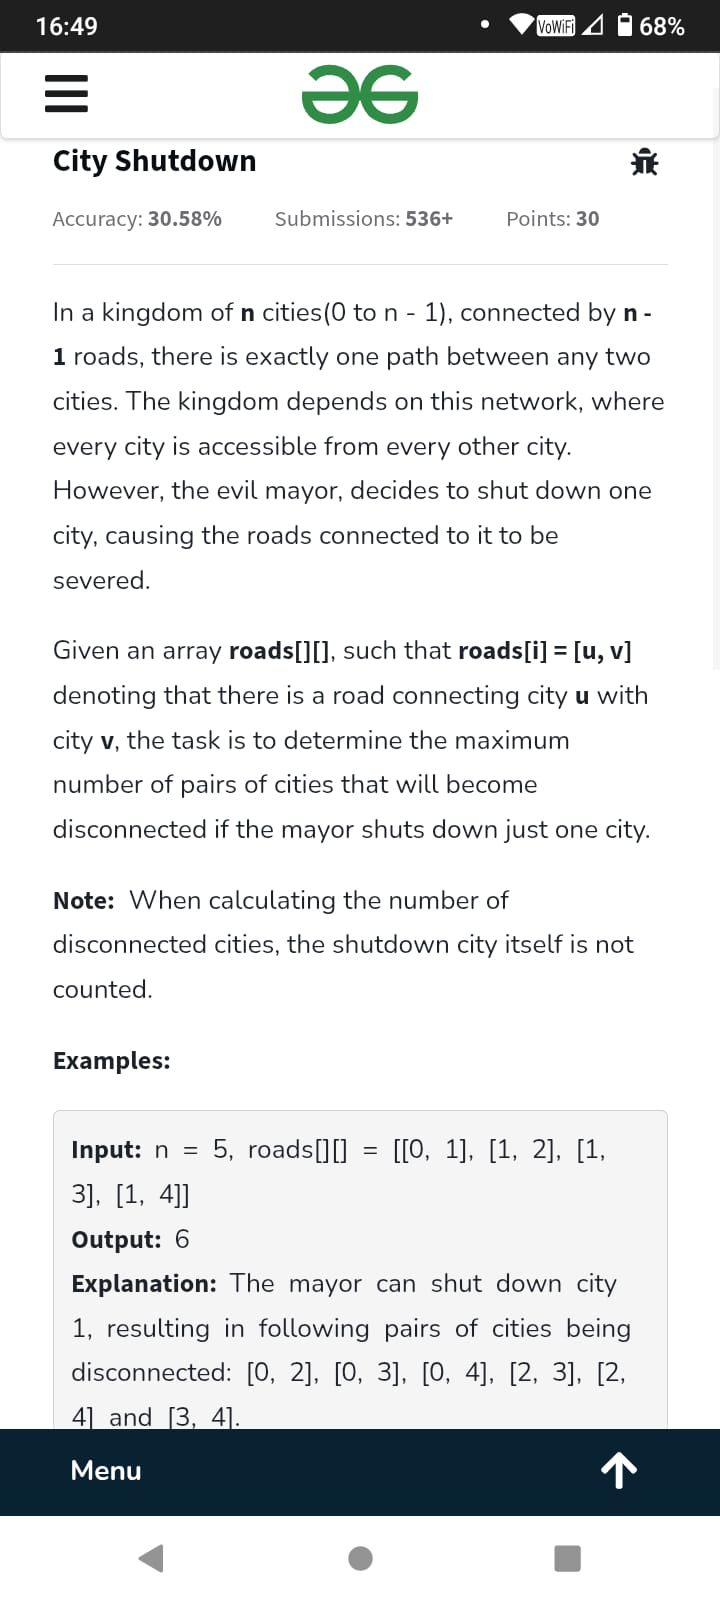 16:49
VoWiFi
68%
City Shutdown
Accuracy: 30.58% Submissions: 536+ Points: 30
In a kingdom of n cities(0 to n - 1), connected by n -
1 roads, there is exactly one path between any two
cities. The kingdom depends on this network, where
every city is accessible from every other city.
However, the evil mayor, decides to shut down one
city, causing the roads connected to it to be
severed.
Given an array roads[][], such that roads[i] = [u, v]
denoting that there is a road connecting city u with
city v, the task is to determine the maximum
number of pairs of cities that will become
disconnected if the mayor shuts down just one city.
Note: When calculating the number of
disconnected cities, the shutdown city itself is not
counted.
Examples:
Input: n = 5, roads[][] = [[0, 1], [1, 2], [1,
3], [1, 4]]
Output: 6
Explanation: The mayor can shut down city
1, resulting in following pairs of cities being
disconnected: [0, 2], [0, 3], [0, 4], [2, 3], [2,
4] and [3, 4].
Menu